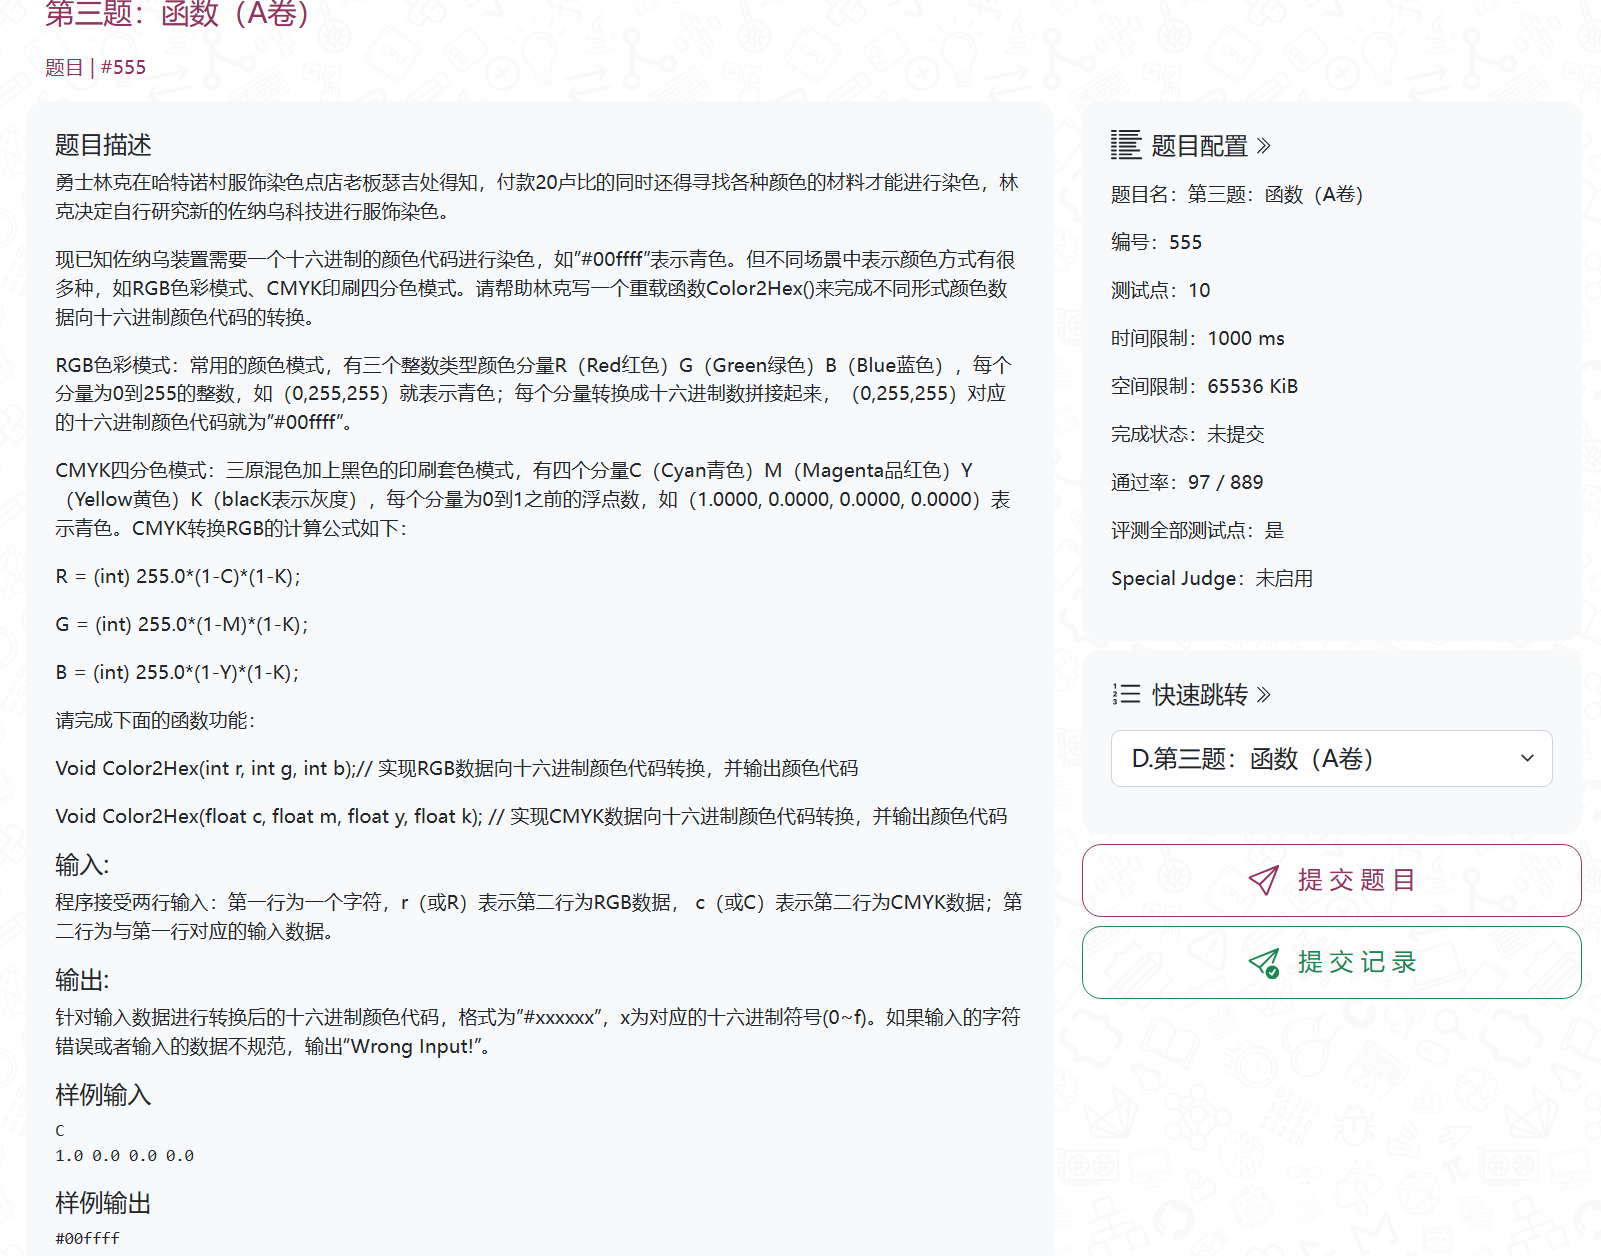 第三题：函数（A卷）
题目 | #555
题目描述
勇士林克在哈特诺村服饰染色点店老板瑟吉处得知，付款20卢比的同时还得寻找各种颜色的材料才能进行染色，林
克决定自行研究新的佐纳乌科技进行服饰染色。
现已知佐纳乌装置需要一个十六进制的颜色代码进行染色，如”#00ffff”表示青色。但不同场景中表示颜色方式有很
多种，如RGB色彩模式、CMYK印刷四分色模式。请帮助林克写一个重载函数Color2Hex()来完成不同形式颜色数
据向十六进制颜色代码的转换。
RGB色彩模式：常用的颜色模式，有三个整数类型颜色分量R（Red红色）G（Green绿色）B（Blue蓝色），每个
分量为0到255的整数，如（0,255,255）就表示青色；每个分量转换成十六进制数拼接起来，（0,255,255）对应
的十六进制颜色代码就为”#00ffff”。
CMYK四分色模式：三原混色加上黑色的印刷套色模式，有四个分量C（Cyan青色）M（Magenta品红色）Y
（Yellow黄色）K（blacK表示灰度），每个分量为0到1之前的浮点数，如（1.0000, 0.0000, 0.0000, 0.0000）表
示青色。CMYK转换RGB的计算公式如下：
R = (int) 255.0*(1-C)*(1-K);
G = (int) 255.0*(1-M)*(1-K);
B = (int) 255.0*(1-Y)*(1-K);
请完成下面的函数功能：
Void Color2Hex(int r, int g, int b);// 实现RGB数据向十六进制颜色代码转换，并输出颜色代码
Void Color2Hex(float c, float m, float y, float k); // 实现CMYK数据向十六进制颜色代码转换，并输出颜色代码
输入:
程序接受两行输入：第一行为一个字符，r（或R）表示第二行为RGB数据， c（或C）表示第二行为CMYK数据；第
二行为与第一行对应的输入数据。
输出:
针对输入数据进行转换后的十六进制颜色代码，格式为”#xxxxxx”，x为对应的十六进制符号(0~f)。如果输入的字符
错误或者输入的数据不规范，输出“Wrong Input!”。
样例输入
C
1.0 0.0 0.0 0.0
样例输出
#00ffff
题目配置
题目名：第三题：函数（A卷）
编号：555
测试点：10
时间限制：1000 ms
空间限制：65536 KiB
完成状态：未提交
通过率：97 / 889
评测全部测试点：是
Special Judge：未启用
快速跳转
D.第三题：函数（A卷）
提交题目
提交记录